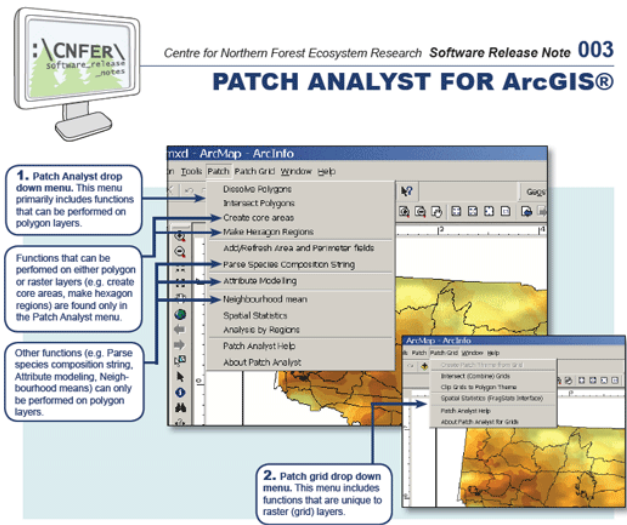 :\CNFER\
software_release
_notes
Centre for Northern Forest Ecosystem Research Software Release Note 003
PATCH ANALYST FOR ArcGIS®
1. Patch Analyst drop
down menu. This menu
primarily includes functions
that can be performed on
polygon layers.
Functions that can be
perfomed on either polygon
or raster layers (e.g. create
core areas, make hexagon
regions) are found only in
the Patch Analyst menu.
Other functions (e.g. Parse
species composition string,
Attribute modeling, Neigh-
bourhood means) can only
be performed on polygon
layers.
mxd - ArcMap - ArcInfo
Tools Patch Patch Grid Window Help
Dissolve Polygons
Intersect Polygons
Create core areas
Make Hexagon Regions
Add/Refresh Area and Perimeter fields
Parse Species Composition String
Attribute Modelling
Neighbourhood mean
Spatial Statistics
Analysis by Regions
Patch Analyst Help
About Patch Analyst
ArcMap - ArcInfo
Patch Patch Grid Window Help
Create Patch Theme from Grid
Intersect (Combine) Grids
Clip Grids to Polygon Theme
Spatial Statistics (FragStats Interface)
Patch Analyst Help
About Patch Analyst for Grids
2. Patch grid drop down
menu. This menu includes
functions that are unique to
raster (grid) layers.